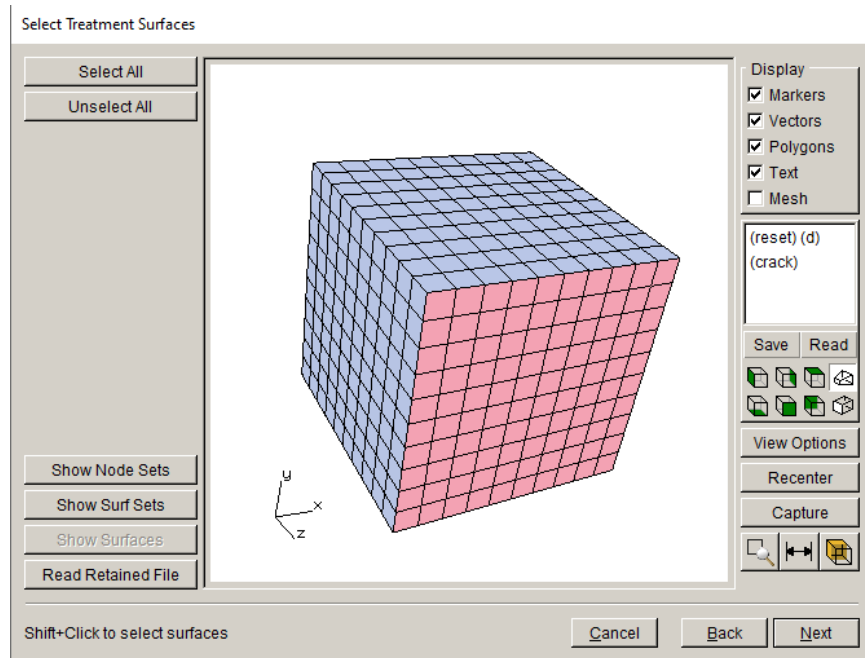 Select Treatment Surfaces
Select All
Unselect All
Show Node Sets
Show Surf Sets
Show Surfaces
Read Retained File
y
x
z
Display
Markers
Vectors
Polygons
Text
Mesh
(reset) (d)
(crack)
Save Read
View Options
Recenter
Capture
Shift+Click to select surfaces
Cancel Back Next